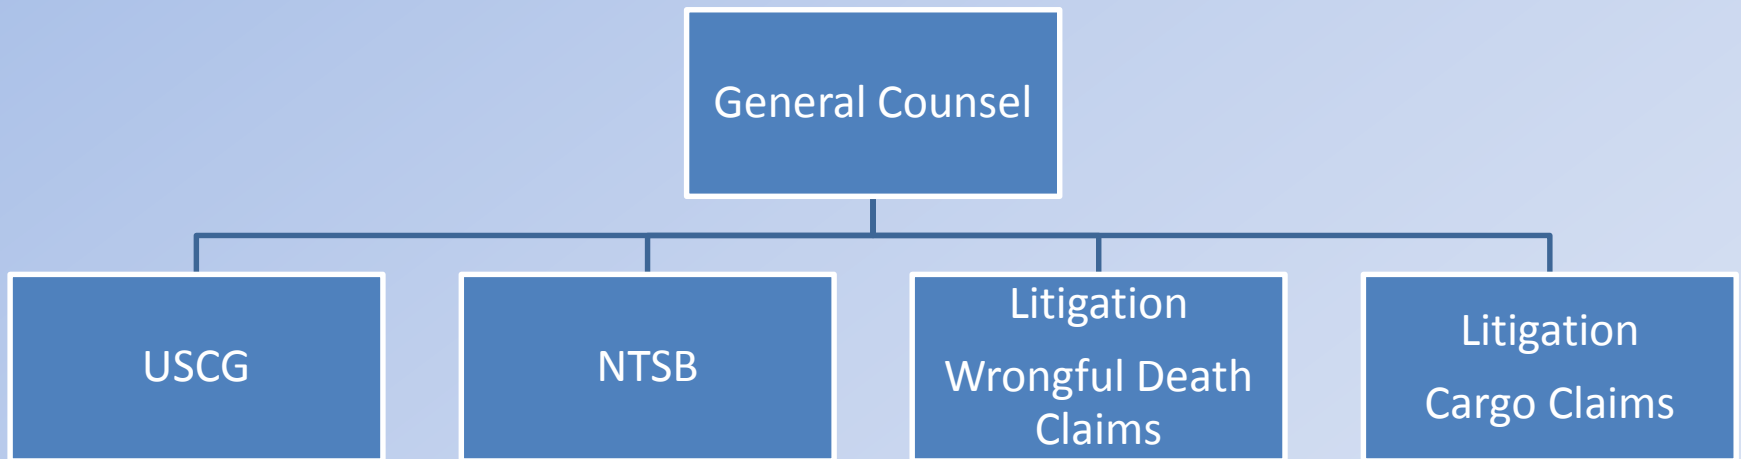 General Counsel
USCG
NTSB
Litigation
Wrongful Death
Claims
Litigation
Cargo Claims